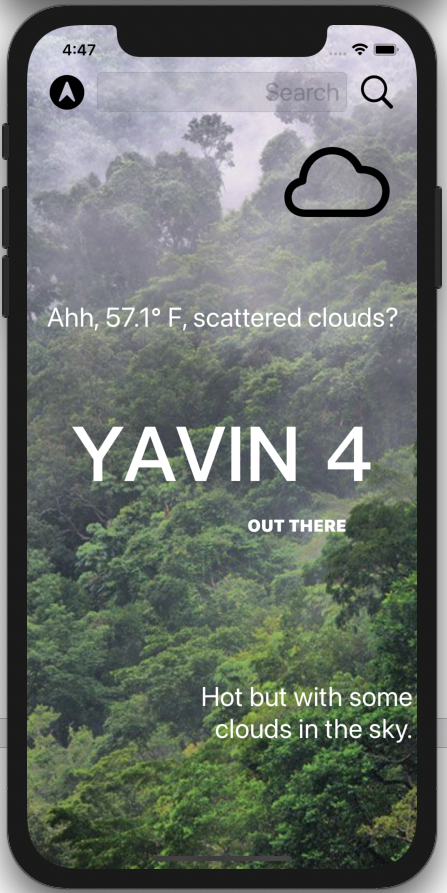 4:47
Search
Ahh, 57.1° F, scattered clouds?
YAVIN 4
OUT THERE
Hot but with some
clouds in the sky.